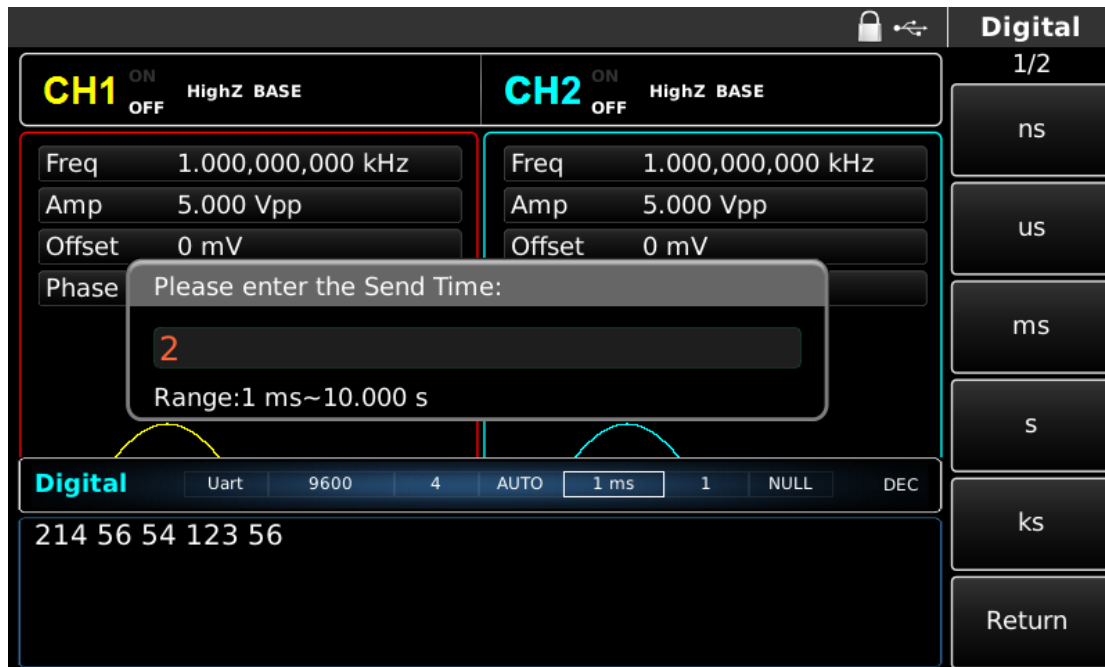 Digital
1/2
CH1 ON OFF HighZ BASE
CH2 ON OFF HighZ BASE
Freq 1.000,000,000 kHz
Amp 5.000 Vpp
Offset 0 mV
Phase
Freq 1.000,000,000 kHz
Amp 5.000 Vpp
Offset 0 mV
Please enter the Send Time:
2
Range:1 ms~10.000 s
Digital Uart 9600 4 AUTO 1 ms 1 NULL DEC
214 56 54 123 56
ns
us
ms
s
ks
Return